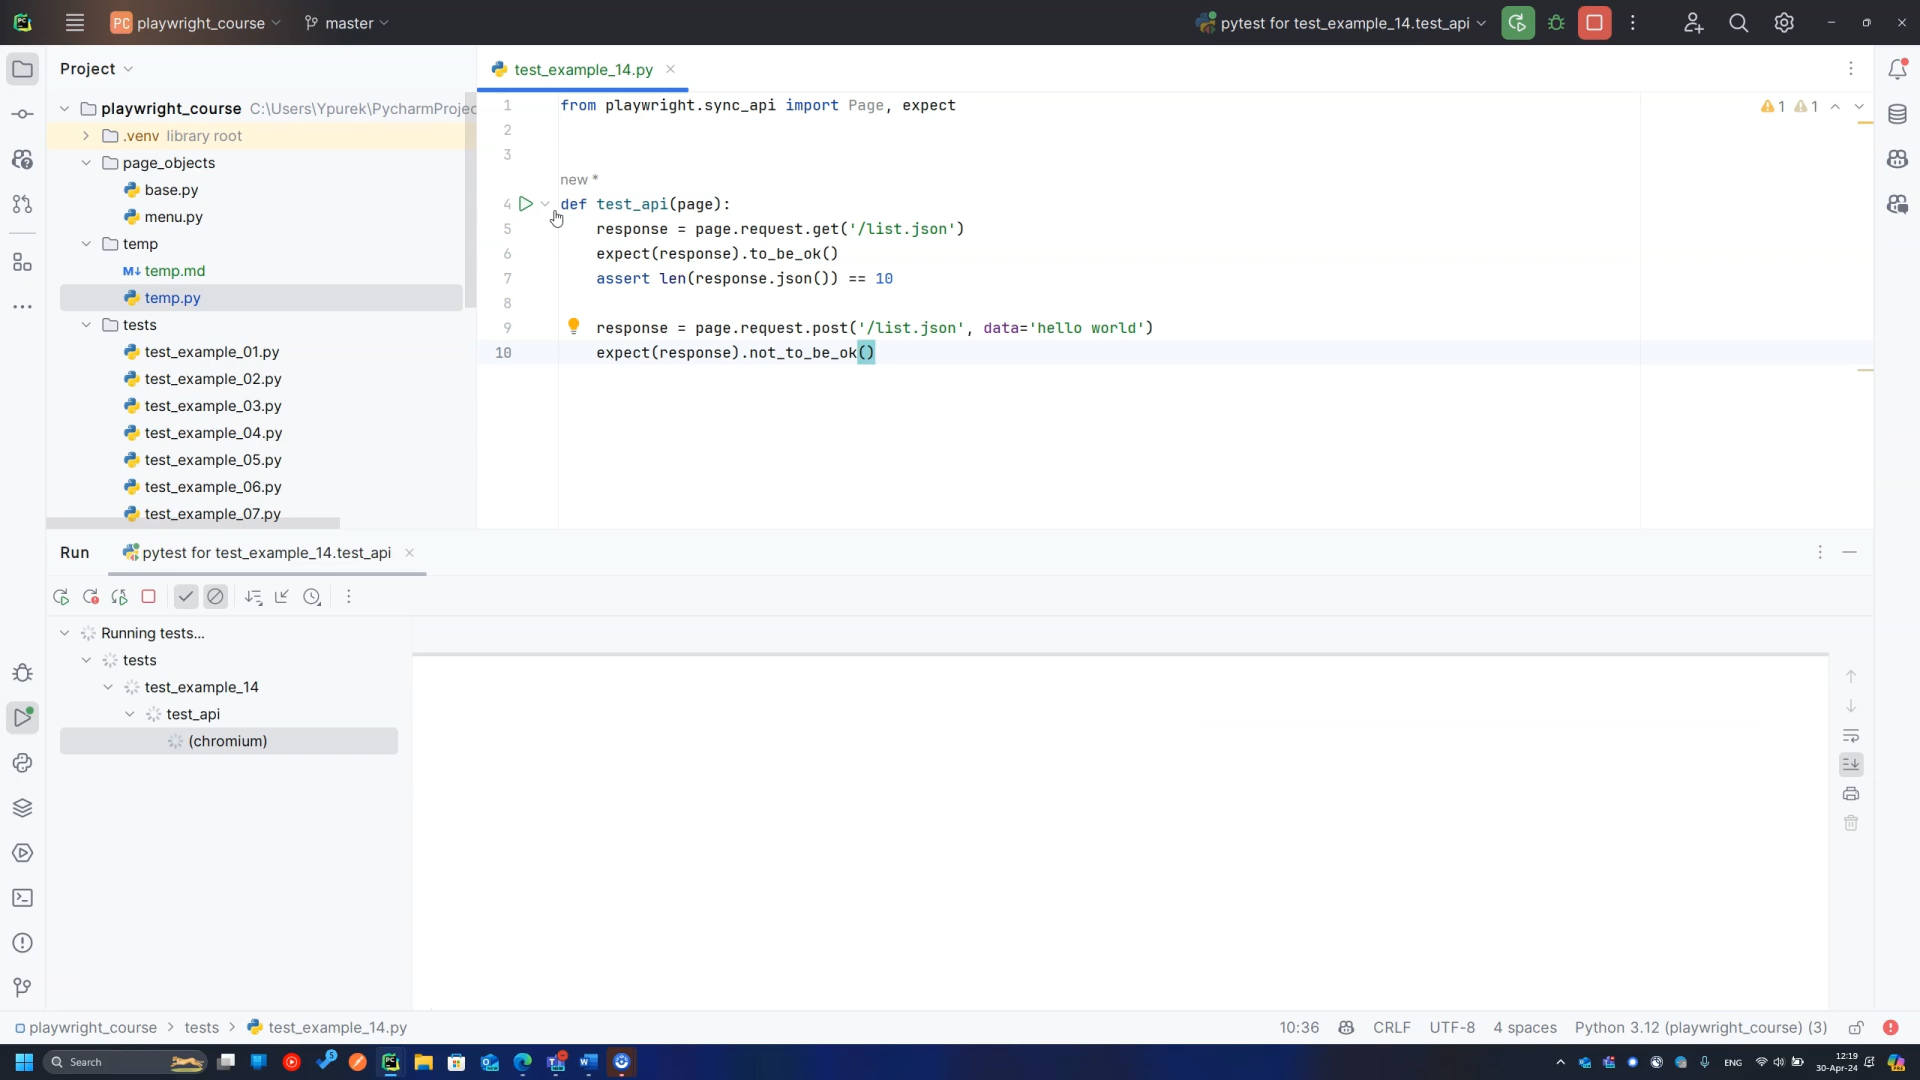 PC playwright_course master pytest for test_example_14.test_api
Project
test_example_14.py
playwright_course C:\Users\Ypurek\PycharmProjec
.venv library root
page_objects
base.py
menu.py
temp
M↓ temp.md
temp.py
tests
test_example_01.py
test_example_02.py
test_example_03.py
test_example_04.py
test_example_05.py
test_example_06.py
test_example_07.py
1 from playwright.sync_api import Page, expect
1 1
2
3
new *
4 def test_api(page):
5 response = page.request.get('/list.json')
6 expect(response).to_be_ok()
7 assert len(response.json()) == 10
8
9 response = page.request.post('/list.json', data='hello world')
10 expect(response).not_to_be_ok()
Run pytest for test_example_14.test_api
Running tests...
tests
test_example_14
test_api
(chromium)
playwright_course > tests > test_example_14.py
10:36 CRLF UTF-8 4 spaces Python 3.12 (playwright_course) (3)
Search
ENG
12:19
30-Apr-24